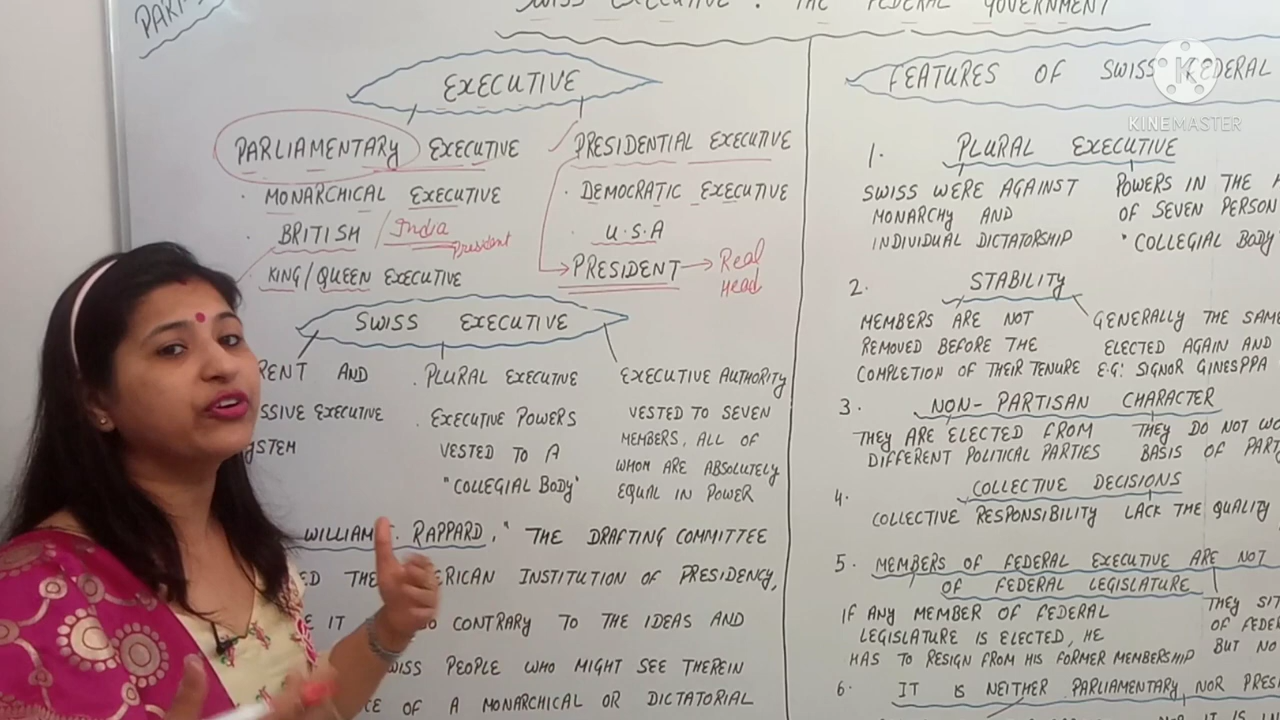 SWISS EXECUTIVE : THE FEDERAL GOVERNMENT
EXECUTIVE
PARLIAMENTARY EXECUTIVE
. MONARCHICAL EXECUTIVE
. BRITISH / India
President
. KING/QUEEN EXECUTIVE
PRESIDENTIAL EXECUTIVE
. DEMOCRATIC EXECUTIVE
. U.S.A
PRESIDENT → Real
Head
SWISS EXECUTIVE
RENT AND
SSIVE EXECUTIVE
YSTEM
. PLURAL EXECUTIVE
. EXECUTIVE POWERS
VESTED TO A
"COLLEGIAL BODY"
EXECUTIVE AUTHORITY
VESTED TO SEVEN
MEMBERS, ALL OF
WHOM ARE ABSOLUTELY
EQUAL IN POWER
WILLIAM RAPPARD, " THE DRAFTING COMMITTEE
ED THE ERICAN INSTITUTION OF PRESIDENCY,
E IT CONTRARY TO THE IDEAS AND
WISS PEOPLE WHO MIGHT SEE THEREIN
CE OF A MONARCHICAL OR DICTATORIAL
FEATURES OF SWISS FEDERAL
KINEMASTER
1. PLURAL EXECUTIVE
SWISS WERE AGAINST
MONARCHY AND
INDIVIDUAL DICTATORSHIP
POWERS IN THE
OF SEVEN PERSON
"COLLEGIAL BODY"
2. STABILITY
MEMBERS ARE NOT
REMOVED BEFORE THE
COMPLETION OF THEIR TENURE
GENERALLY THE SAME
ELECTED AGAIN AND
E.G: SIGNOR GINESPPA
3. NON-PARTISAN CHARACTER
THEY ARE ELECTED FROM
DIFFERENT POLITICAL PARTIES
THEY DO NOT WO
BASIS OF PART
4. COLLECTIVE DECISIONS
COLLECTIVE RESPONSIBILITY LACK THE QUALITY
5. MEMBERS OF FEDERAL EXECUTIVE ARE NOT
OF FEDERAL LEGISLATURE
IF ANY MEMBER OF FEDERAL
LEGISLATURE IS ELECTED, HE
HAS TO RESIGN FROM HIS FORMER MEMBERSHIP
THEY SIT
OF FEDER
BUT NO
6. IT IS NEITHER PARLIAMENTARY NOR PRESI